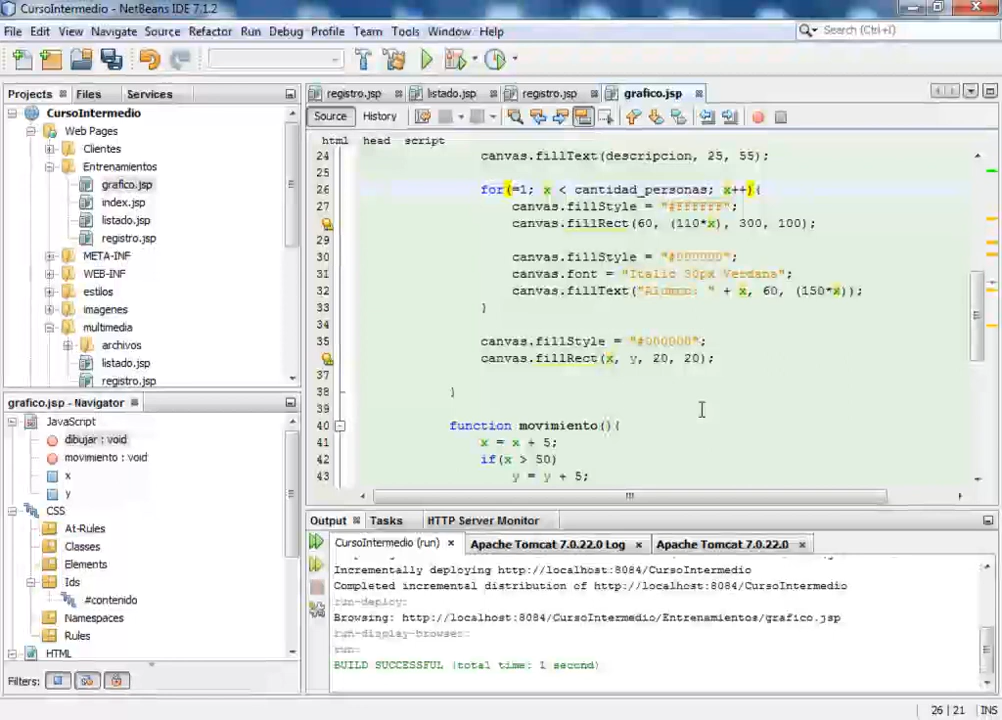 CursoIntermedio - NetBeans IDE 7.1.2
File Edit View Navigate Source Refactor Run Debug Profile Team Tools Window Help
Search (Ctrl+I)
Projects Files Services
CursoIntermedio
Web Pages
Clientes
Entrenamientos
grafico.jsp
index.jsp
listado.jsp
registro.jsp
META-INF
WEB-INF
estilos
imagenes
multimedia
archivos
listado.jsp
registro.jsp
grafico.jsp - Navigator
JavaScript
dibujar : void
movimiento : void
x
y
CSS
At-Rules
Classes
Elements
Ids
#contenido
Namespaces
Rules
HTML
Filters:
registro.jsp listado.jsp registro.jsp grafico.jsp
Source History
html head script
24 canvas.fillText(descripcion, 25, 55);
25
26 for(=1; x < cantidad_personas; x++){
27 canvas.fillStyle = "#ffffff";
canvas.fillRect(60, (110*x), 300, 100);
29
30 canvas.fillStyle = "#000000";
31 canvas.font = "Italic 30px Verdana";
32 canvas.fillText("Alumno: " + x, 60, (150*x));
33 }
34
35 canvas.fillStyle = "#000000";
canvas.fillRect(x, y, 20, 20);
37
38 }
39
40 function movimiento(){
41 x = x + 5;
42 if(x > 50)
43 y = y + 5;
Output Tasks HTTP Server Monitor
CursoIntermedio (run) Apache Tomcat 7.0.22.0 Log Apache Tomcat 7.0.22.0
Incrementally deploying http://localhost:8084/CursoIntermedio
Completed incremental distribution of http://localhost:8084/CursoIntermedio
run-deploy:
Browsing: http://localhost:8084/CursoIntermedio/Entrenamientos/grafico.jsp
run-display-browser:
run:
BUILD SUCCESSFUL (total time: 1 second)
26 | 21 INS